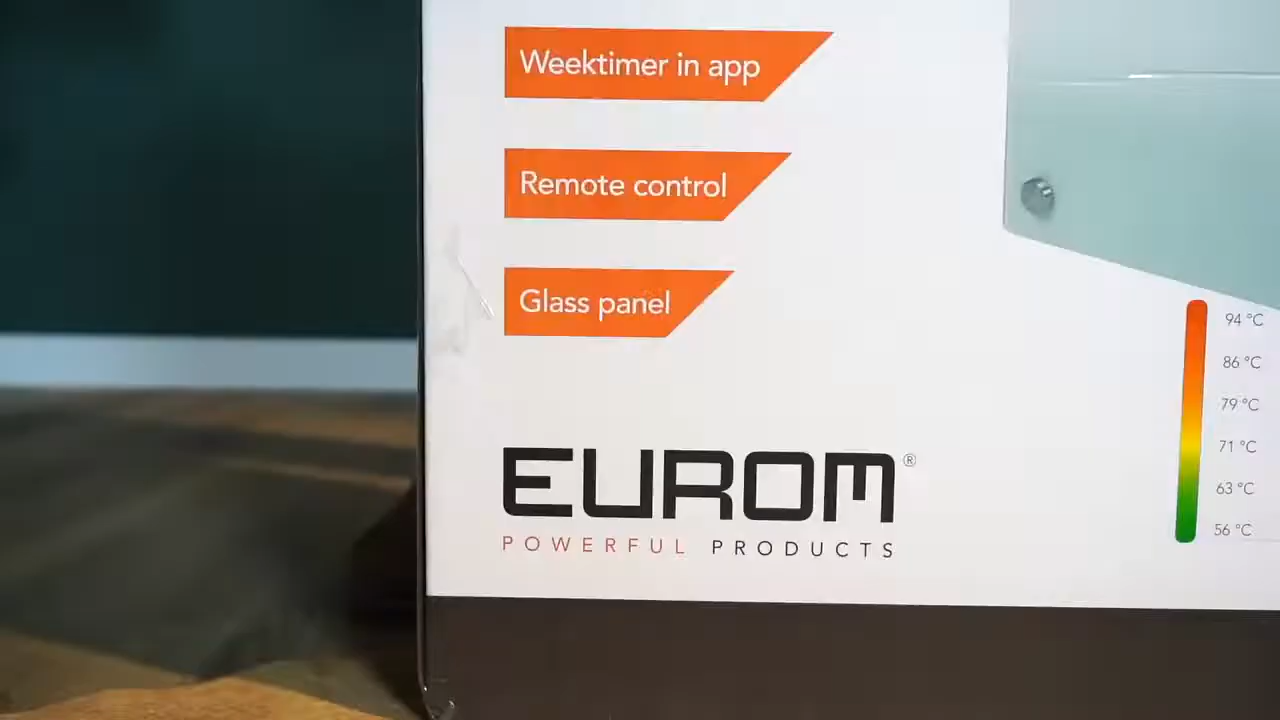 Weektimer in app
Remote control
Glass panel
EUROM®
POWERFUL PRODUCTS
94 °C
86 °C
79 °C
71 °C
63 °C
56 °C